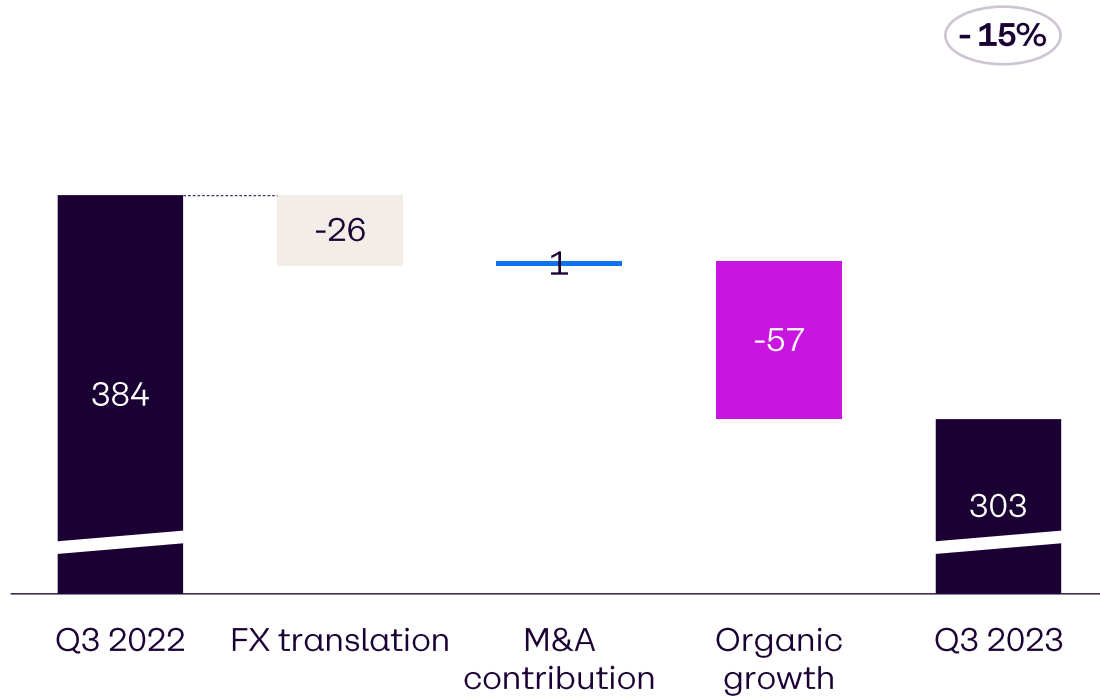 - 15%
-26
1
-57
384
303
Q3 2022
FX translation
M&A
contribution
Organic
growth
Q3 2023